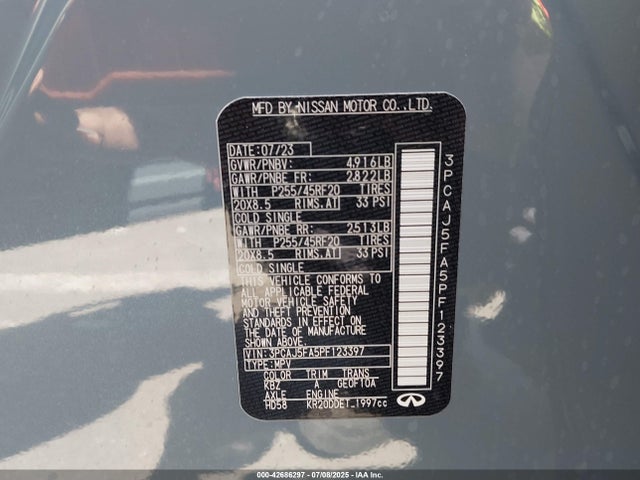 MFD BY NISSAN MOTOR CO.,LTD.
DATE: 07/23
GVWR/PNBV: 4,916LB
GAWR/PNBE FR: 2,822LB
WITH P255/45RF20 TIRES
20X8.5 RIMS.AT 33 PSI
COLD SINGLE
GAWR/PNBE RR: 2513LB
WITH P255/45RF20 TIRES
20X8.5 RIMS.AT 33 PSI
COLD SINGLE
THIS VEHICLE CONFORMS TO
ALL APPLICABLE FEDERAL
MOTOR VEHICLE SAFETY
AND THEFT PREVENTION
STANDARDS IN EFFECT ON
THE DATE OF MANUFACTURE
SHOWN ABOVE.
VIN: 3PCAJ5FA5PF123397
TYPE: MPV
COLOR TRIM TRANS
KBZ A GE0F10A
AXLE ENGINE
HD58 KR20DDET 1997cc
3PCAJ5FA5PF123397
000-42686297 - 07/08/2025 - IAA Inc.